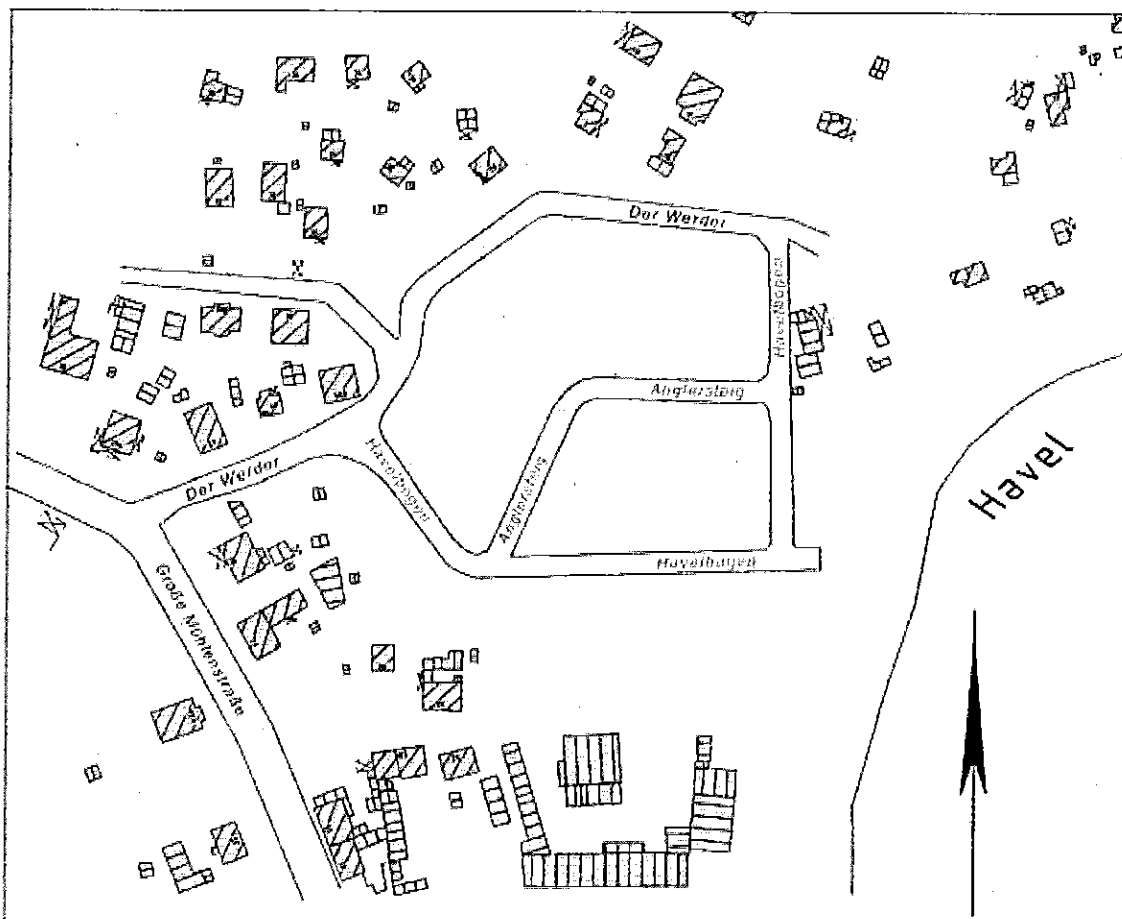 Der Werder
Havelbogen
Anglersteig
Havel
Havelbogen
Der Werder
Anglersteig
Havelbogen
Große Mühlenstraße